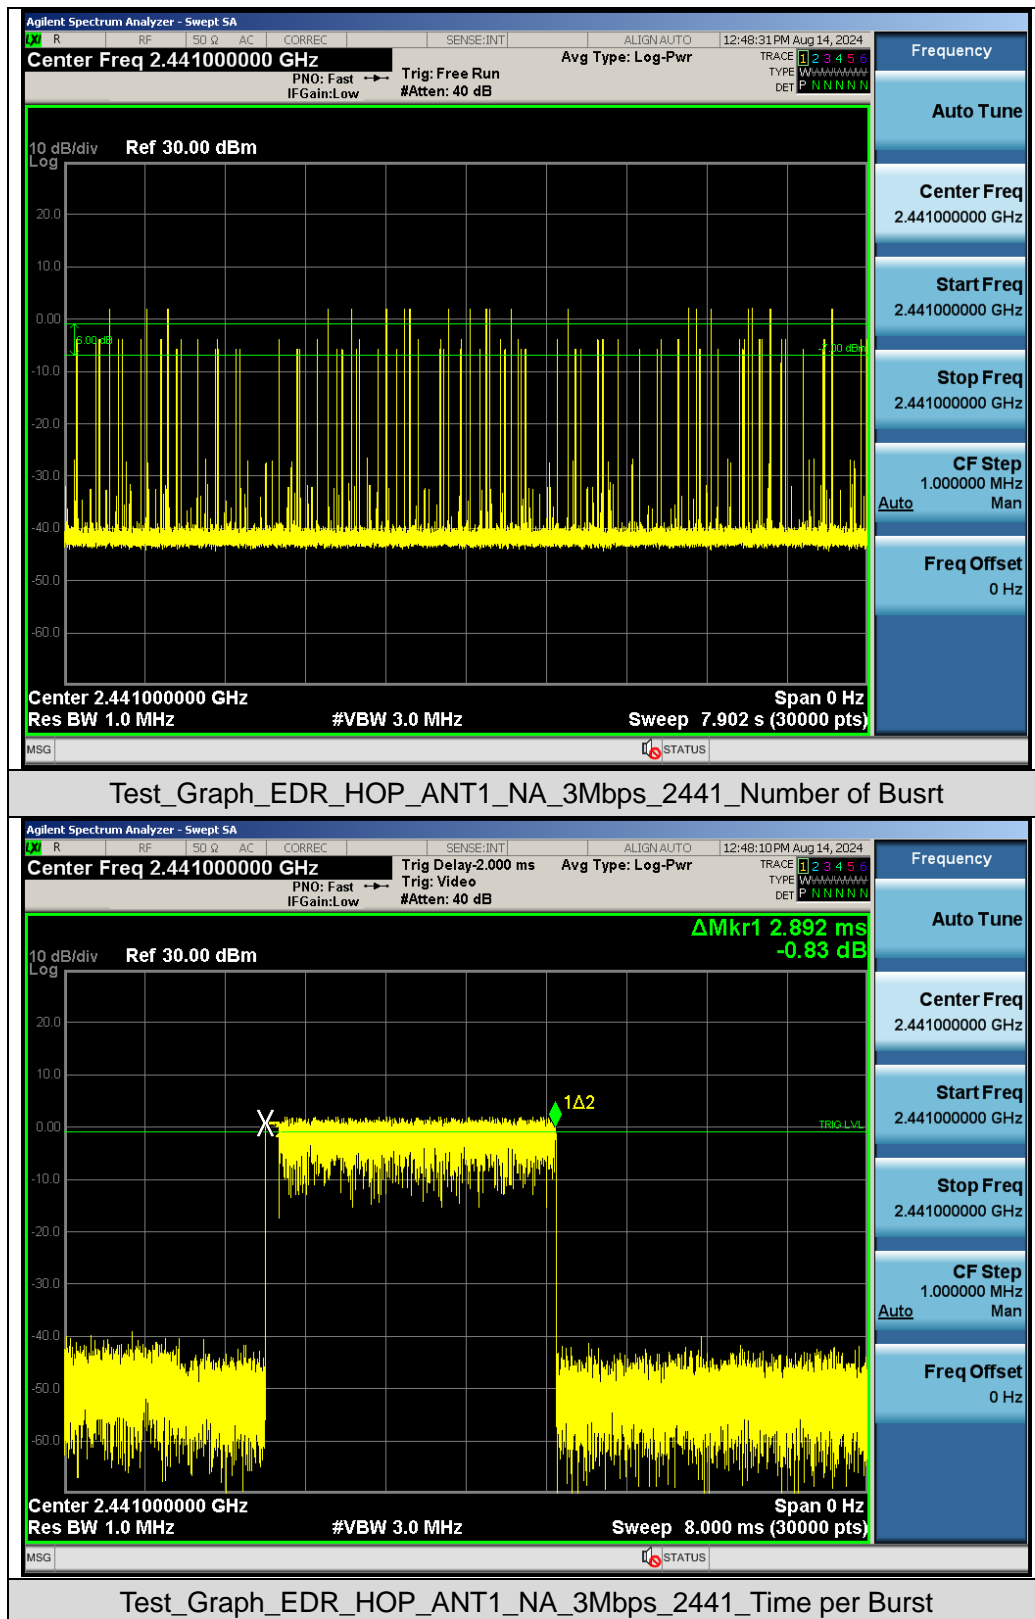 Agilent Spectrum Analyzer - Swept SA
LXI R RF 50 Ω AC CORREC SENSE:INT ALIGN AUTO 12:48:31 PM Aug 14, 2024
Center Freq 2.441000000 GHz
PNO: Fast
IFGain:Low
Trig: Free Run
#Atten: 40 dB
Avg Type: Log-Pwr
TRACE 1 2 3 4 5 6
TYPE W
DET P N N N N N
10 dB/div Ref 30.00 dBm
Log
20.0
10.0
0.00
6.00 dB
-7.00 dBm
-10.0
-20.0
-30.0
-40.0
-50.0
-60.0
Center 2.441000000 GHz Span 0 Hz
Res BW 1.0 MHz #VBW 3.0 MHz Sweep 7.902 s (30000 pts)
MSG STATUS
Frequency
Auto Tune
Center Freq
2.441000000 GHz
Start Freq
2.441000000 GHz
Stop Freq
2.441000000 GHz
CF Step
1.000000 MHz
Auto Man
Freq Offset
0 Hz
Test_Graph_EDR_HOP_ANT1_NA_3Mbps_2441_Number of Busrt
Agilent Spectrum Analyzer - Swept SA
LXI R RF 50 Ω AC CORREC SENSE:INT ALIGN AUTO 12:48:10 PM Aug 14, 2024
Center Freq 2.441000000 GHz
PNO: Fast
IFGain:Low
Trig Delay-2.000 ms
Trig: Video
#Atten: 40 dB
Avg Type: Log-Pwr
TRACE 1 2 3 4 5 6
TYPE W
DET P N N N N N
ΔMkr1 2.892 ms
-0.83 dB
10 dB/div Ref 30.00 dBm
Log
20.0
10.0
0.00
1Δ2
TRIG LVL
-10.0
-20.0
-30.0
-40.0
-50.0
-60.0
Center 2.441000000 GHz Span 0 Hz
Res BW 1.0 MHz #VBW 3.0 MHz Sweep 8.000 ms (30000 pts)
MSG STATUS
Frequency
Auto Tune
Center Freq
2.441000000 GHz
Start Freq
2.441000000 GHz
Stop Freq
2.441000000 GHz
CF Step
1.000000 MHz
Auto Man
Freq Offset
0 Hz
Test_Graph_EDR_HOP_ANT1_NA_3Mbps_2441_Time per Burst